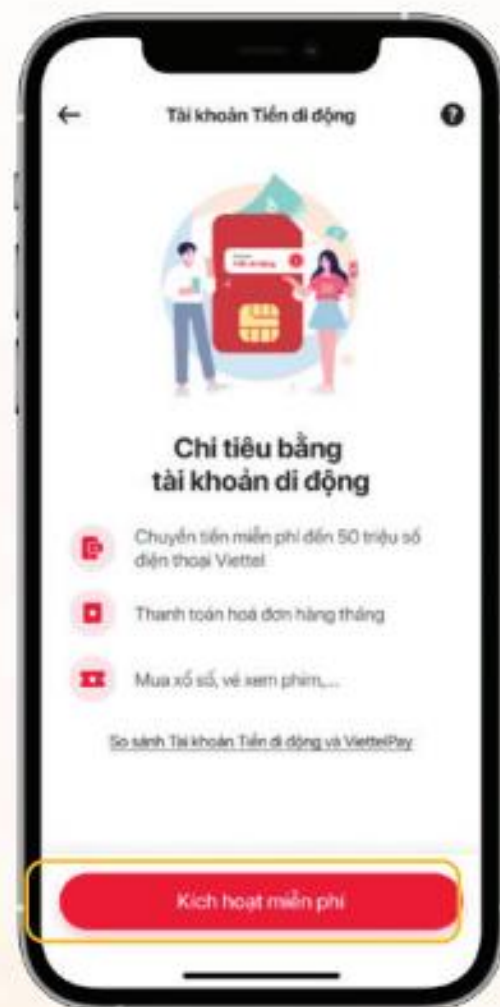 Tài khoản Tiền di động
Chi tiêu bằng
tài khoản di động
Chuyển tiền miễn phí đến 50 triệu số
điện thoại Viettel
Thanh toán hoá đơn hàng tháng
Mua xổ số, vé xem phim,...
So sánh Tài khoản Tiền di động và ViettelPay
Kích hoạt miễn phí